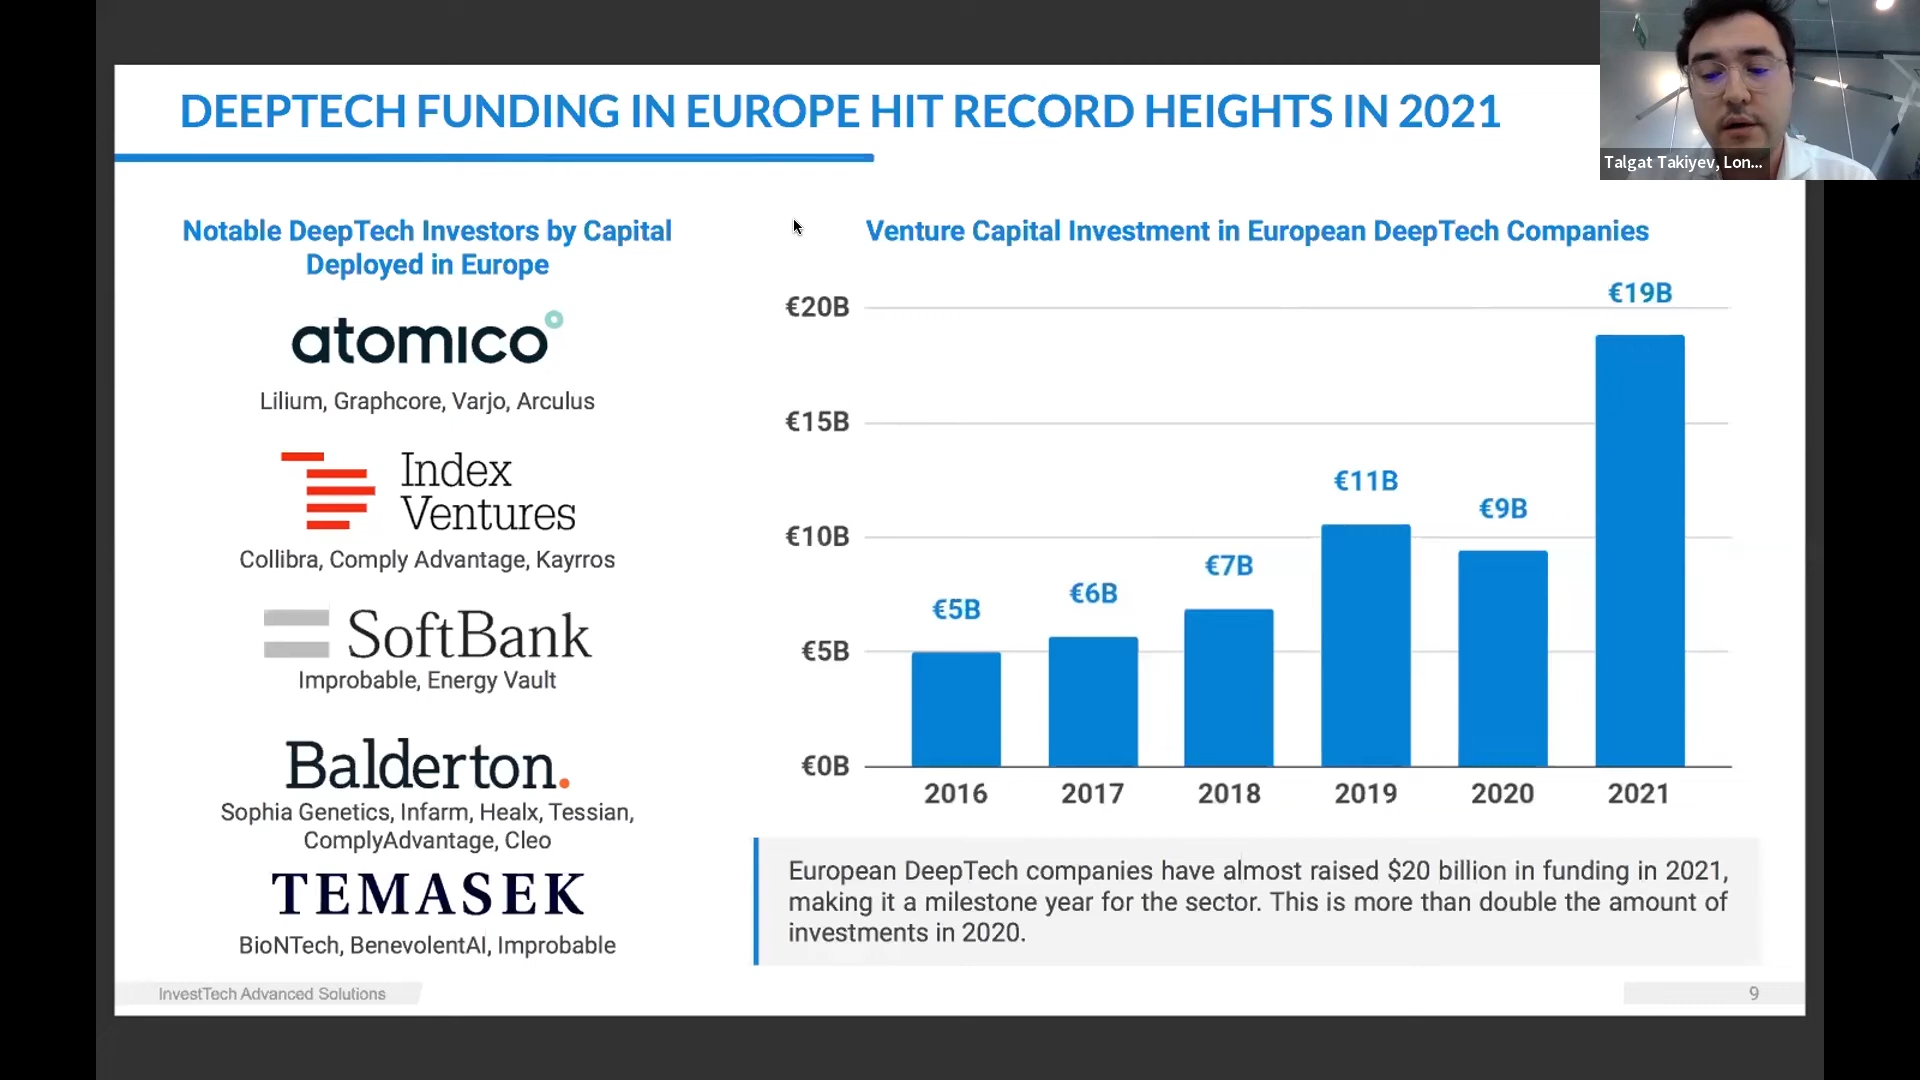 DEEPTECH FUNDING IN EUROPE HIT RECORD HEIGHTS IN 2021
Talgat Takiyev, Lon...
Notable DeepTech Investors by Capital
Deployed in Europe
atomico
Lilium, Graphcore, Varjo, Arculus
Index
Ventures
Collibra, Comply Advantage, Kayrros
SoftBank
Improbable, Energy Vault
Balderton.
Sophia Genetics, Infarm, Healx, Tessian,
ComplyAdvantage, Cleo
TEMASEK
BioNTech, BenevolentAI, Improbable
Venture Capital Investment in European DeepTech Companies
€20B
€15B
€10B
€5B
€0B
€5B
€6B
€7B
€11B
€9B
€19B
2016 2017 2018 2019 2020 2021
European DeepTech companies have almost raised $20 billion in funding in 2021,
making it a milestone year for the sector. This is more than double the amount of
investments in 2020.
InvestTech Advanced Solutions
9